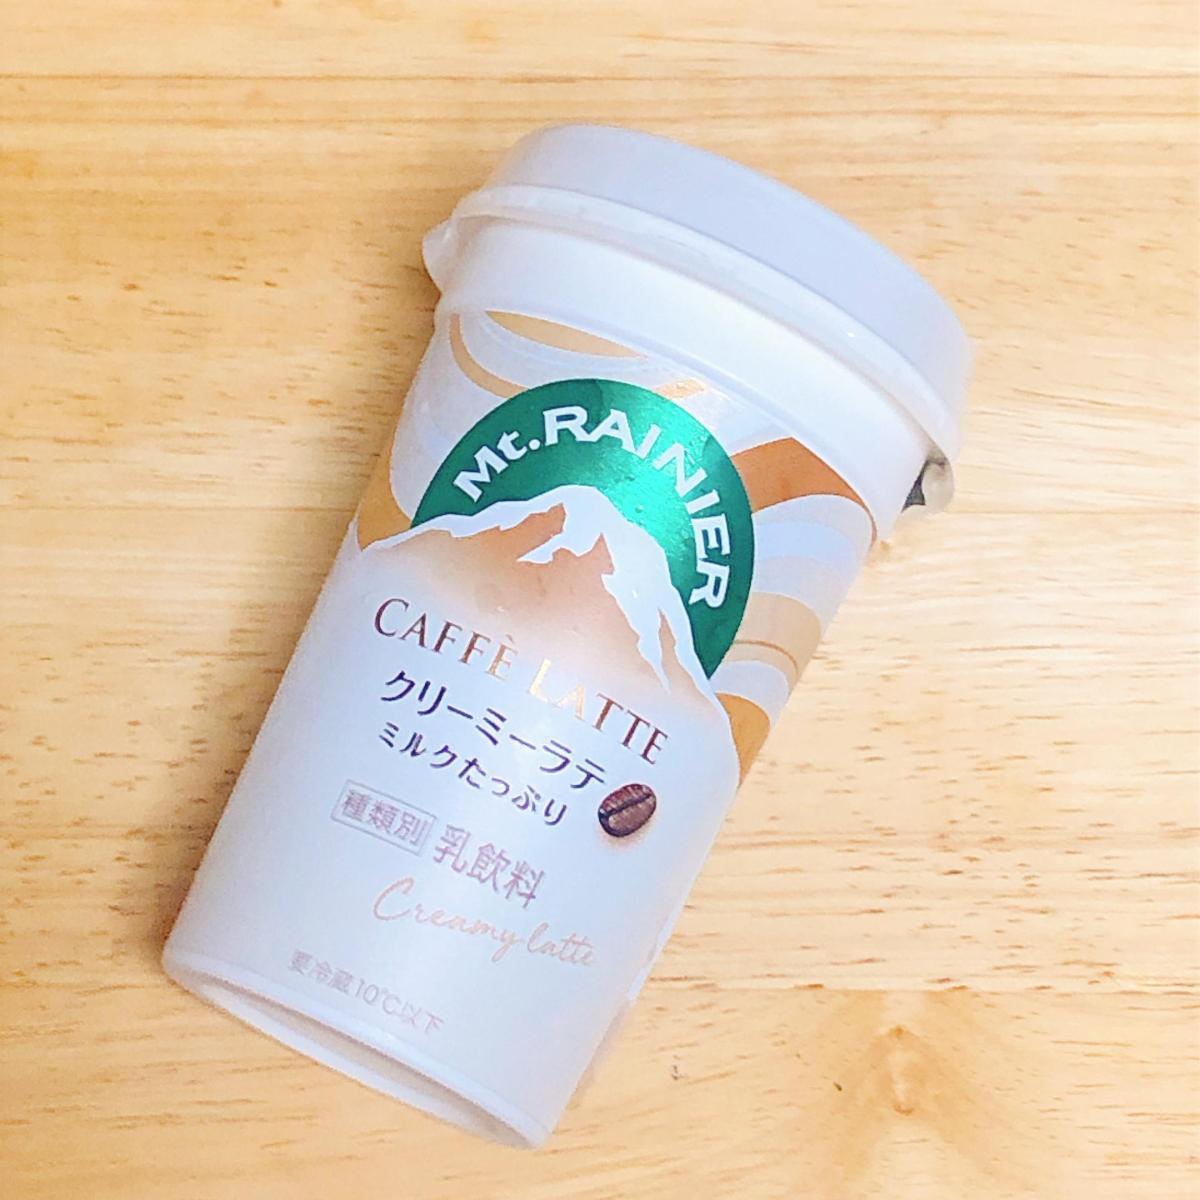 Mt.RAINIER
CAFFÈ LATTE
クリーミーラテ
ミルクたっぷり
種類別 乳飲料
Creamy latte
要冷蔵10℃以下